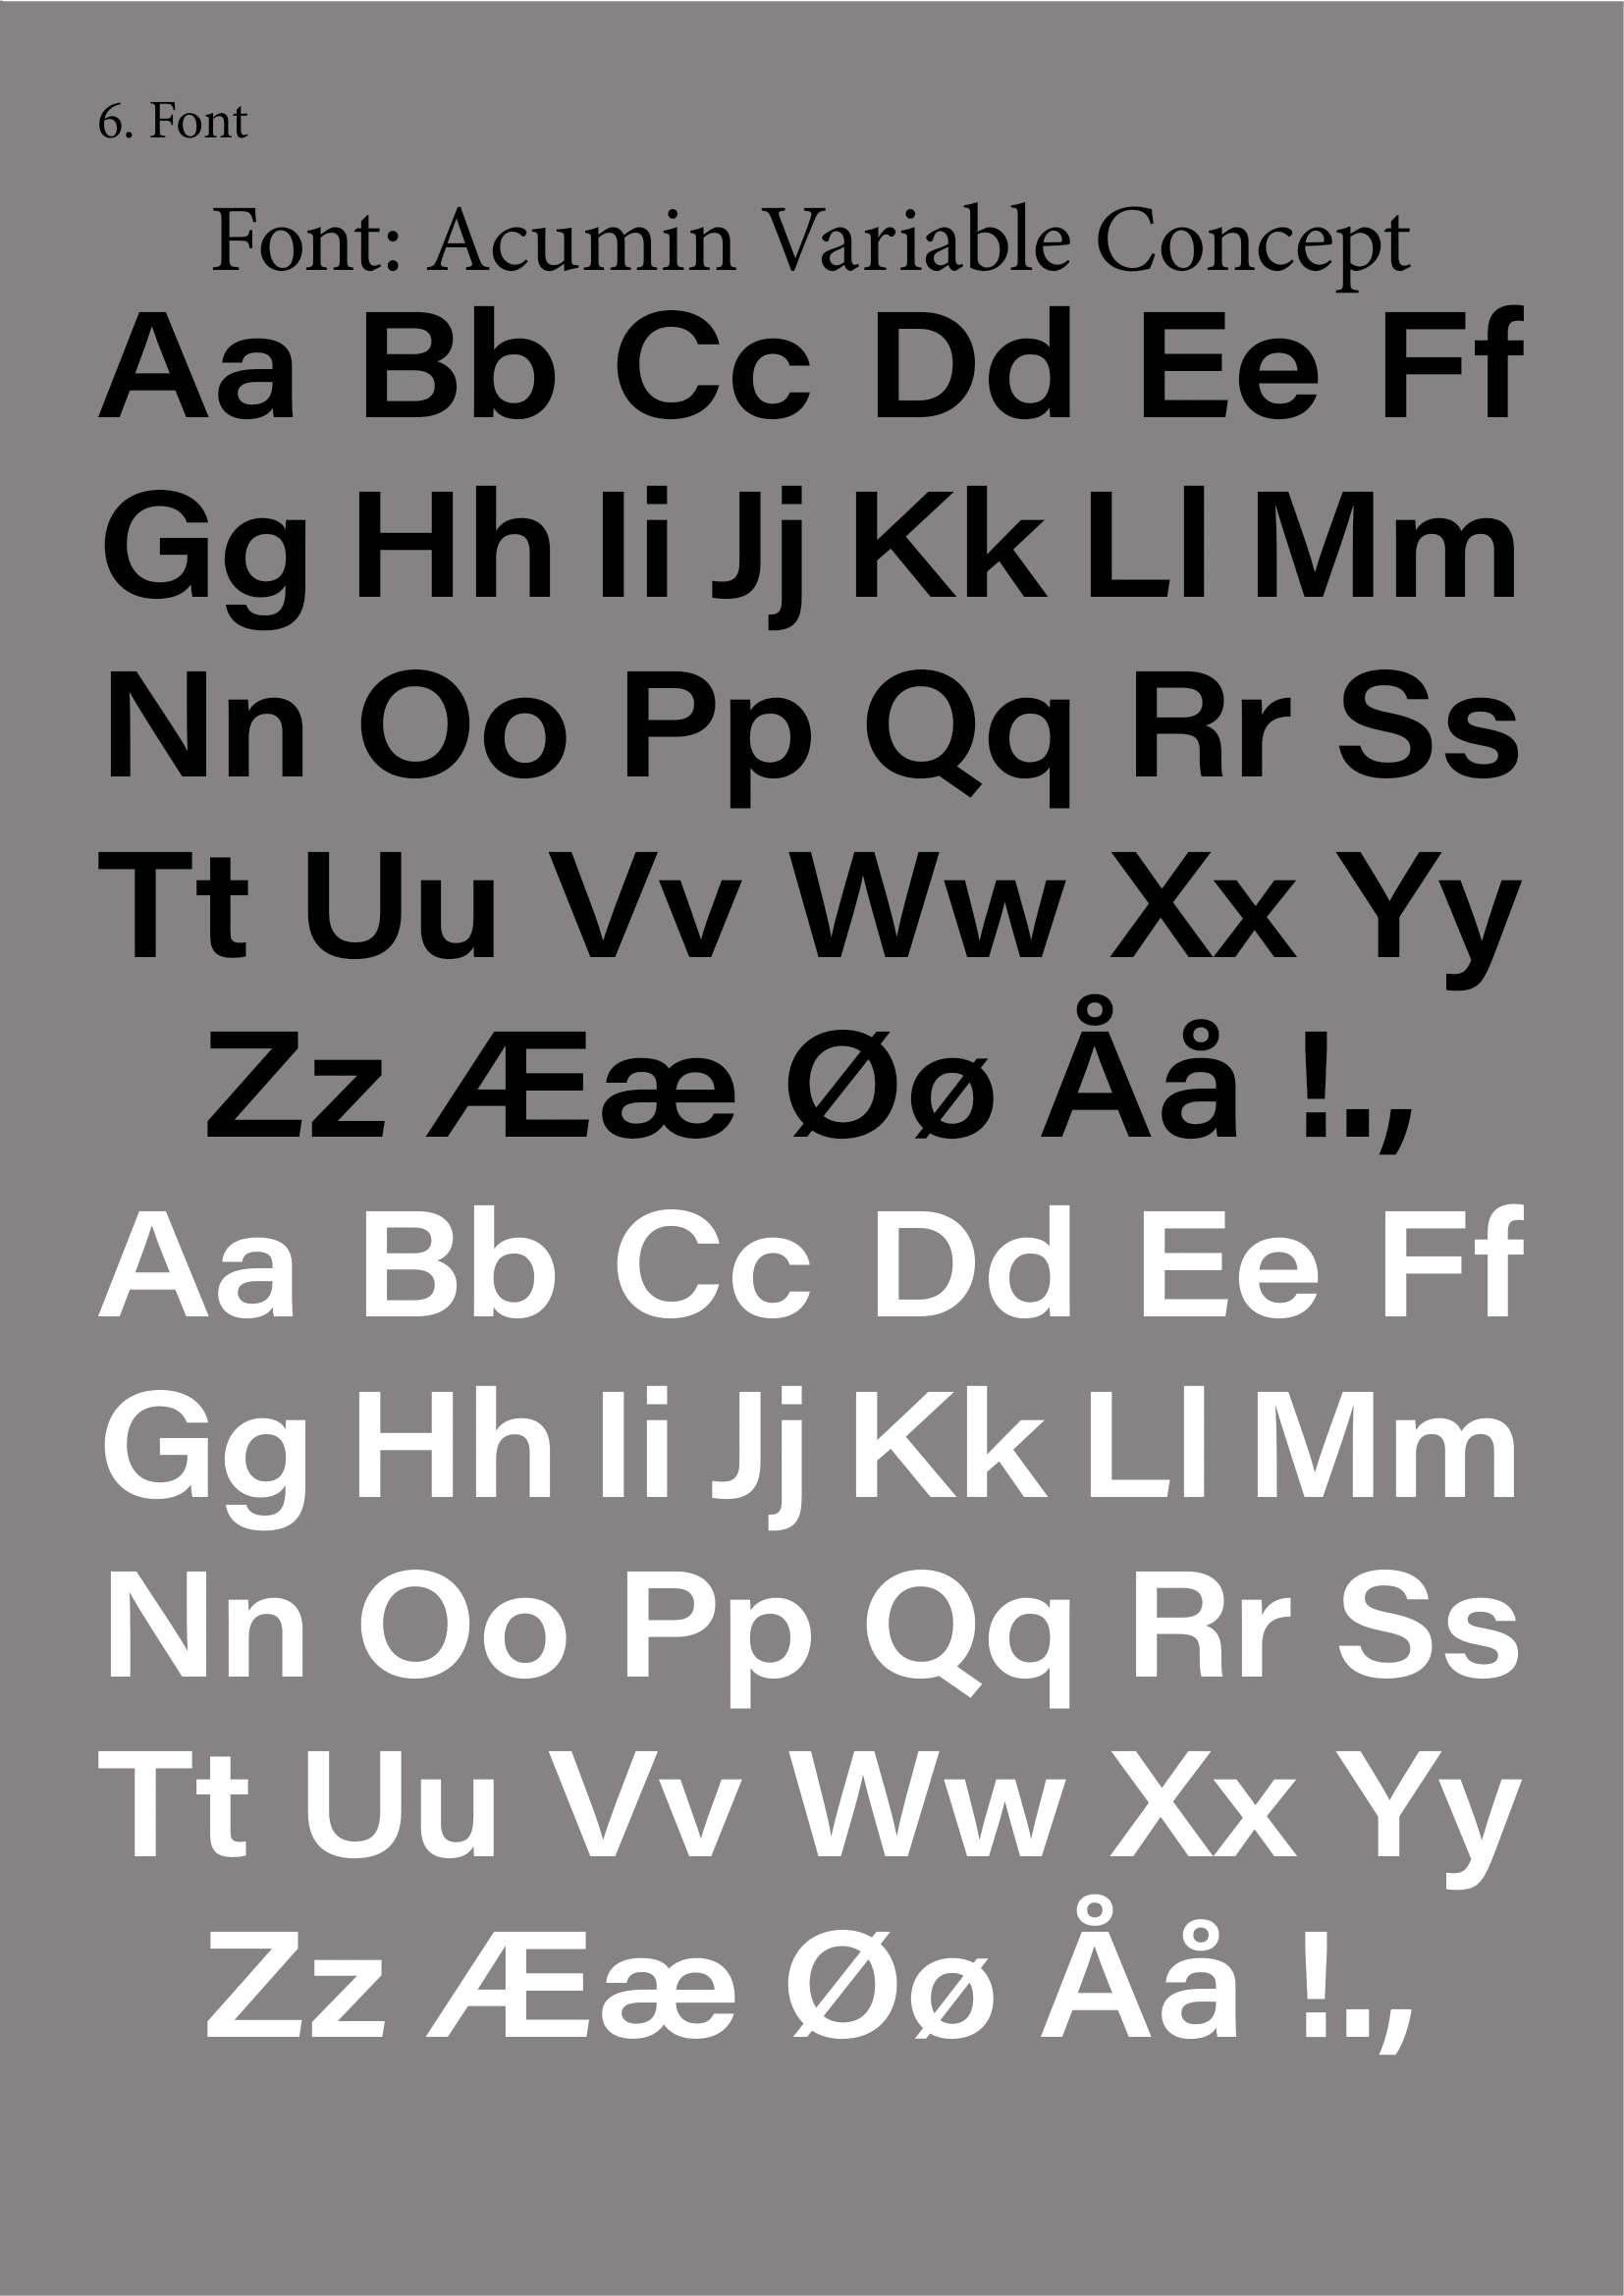 6. Font
Font: Acumin Variable Concept
Aa Bb Cc Dd Ee Ff
Gg Hh Ii Jj Kk Ll Mm
Nn Oo Pp Qq Rr Ss
Tt Uu Vv Ww Xx Yy
Zz Ææ Øø Åå !.,
Aa Bb Cc Dd Ee Ff
Gg Hh Ii Jj Kk Ll Mm
Nn Oo Pp Qq Rr Ss
Tt Uu Vv Ww Xx Yy
Zz Ææ Øø Åå !.,